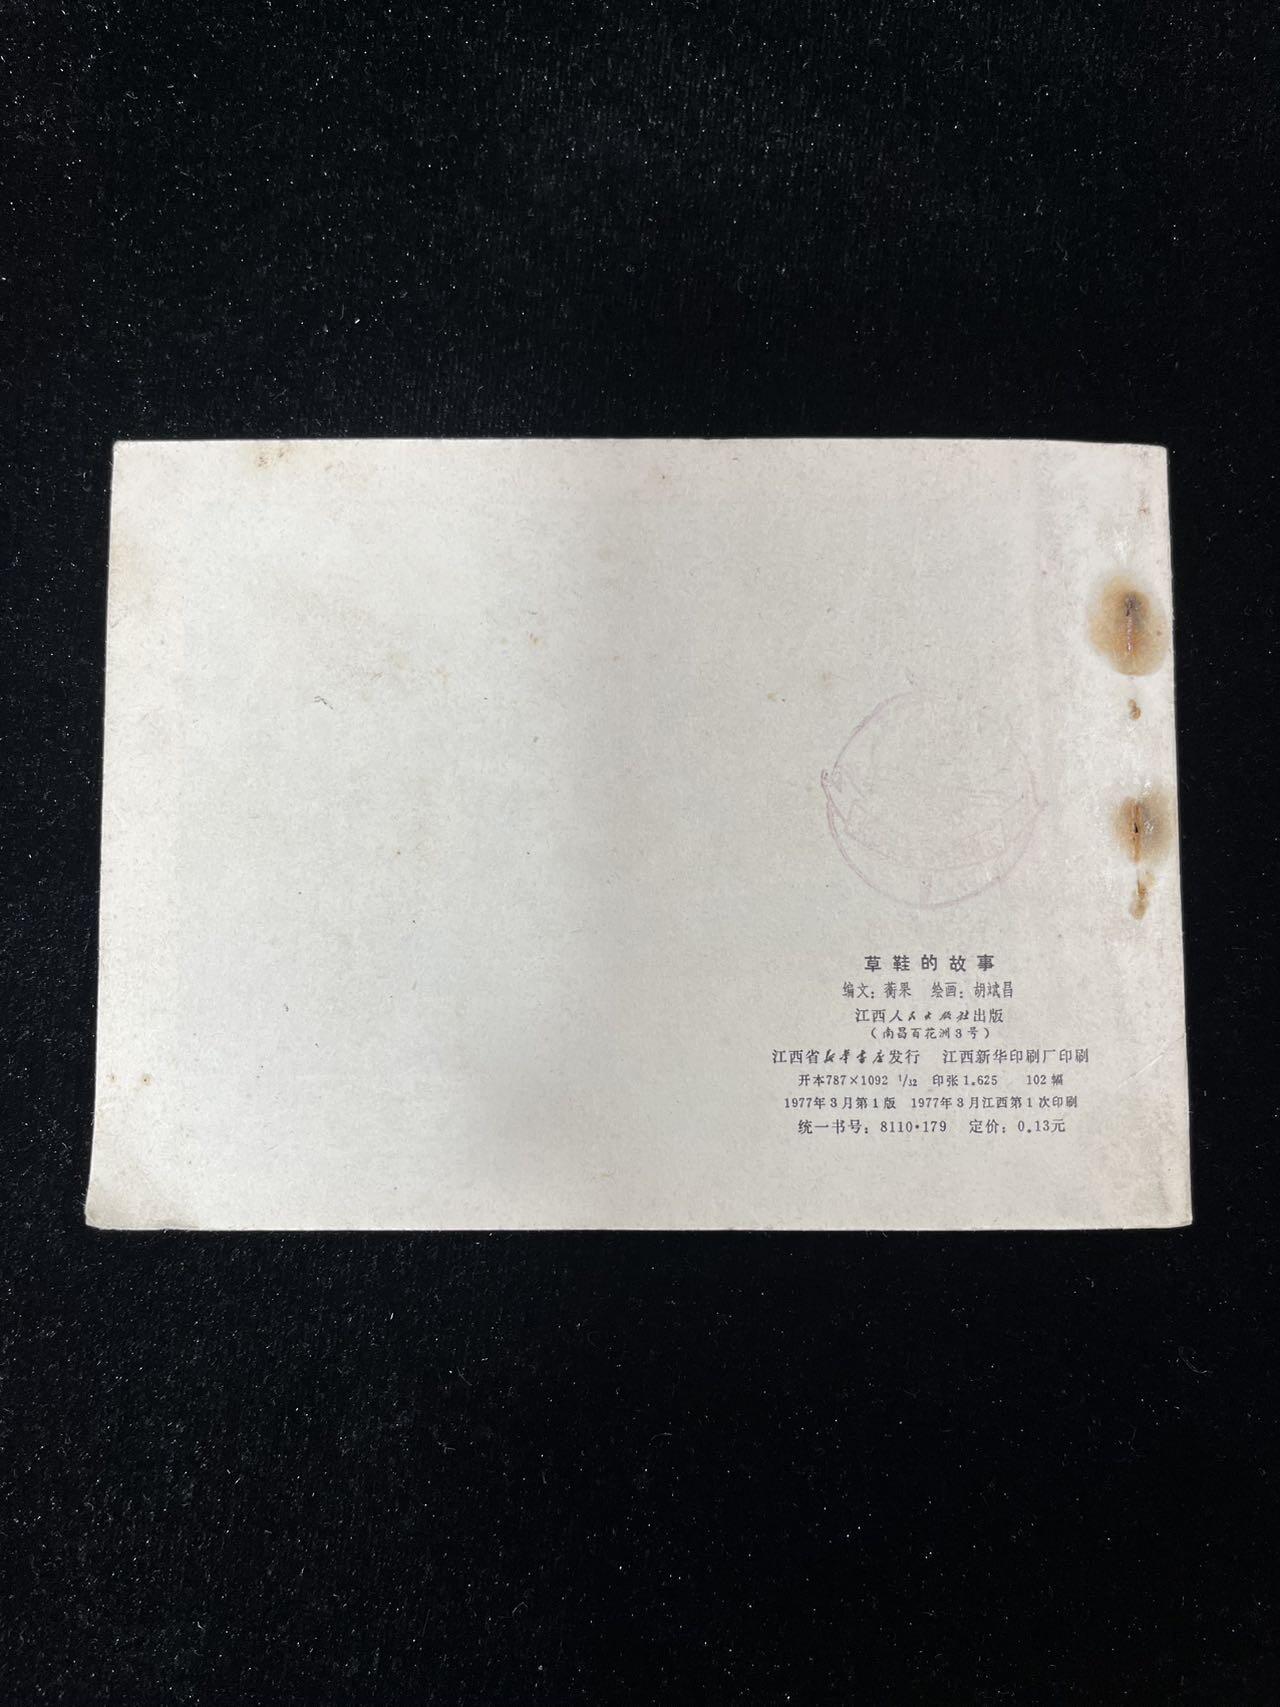 草鞋的故事
编文：蘅果　绘画：胡斌昌
江西人民出版社出版
（南昌百花洲3号）
江西省新华书店发行　江西新华印刷厂印刷
开本787×1092 1/32　印张1.625　102幅
1977年3月第1版　1977年3月江西第1次印刷
统一书号：8110·179　定价：0.13元